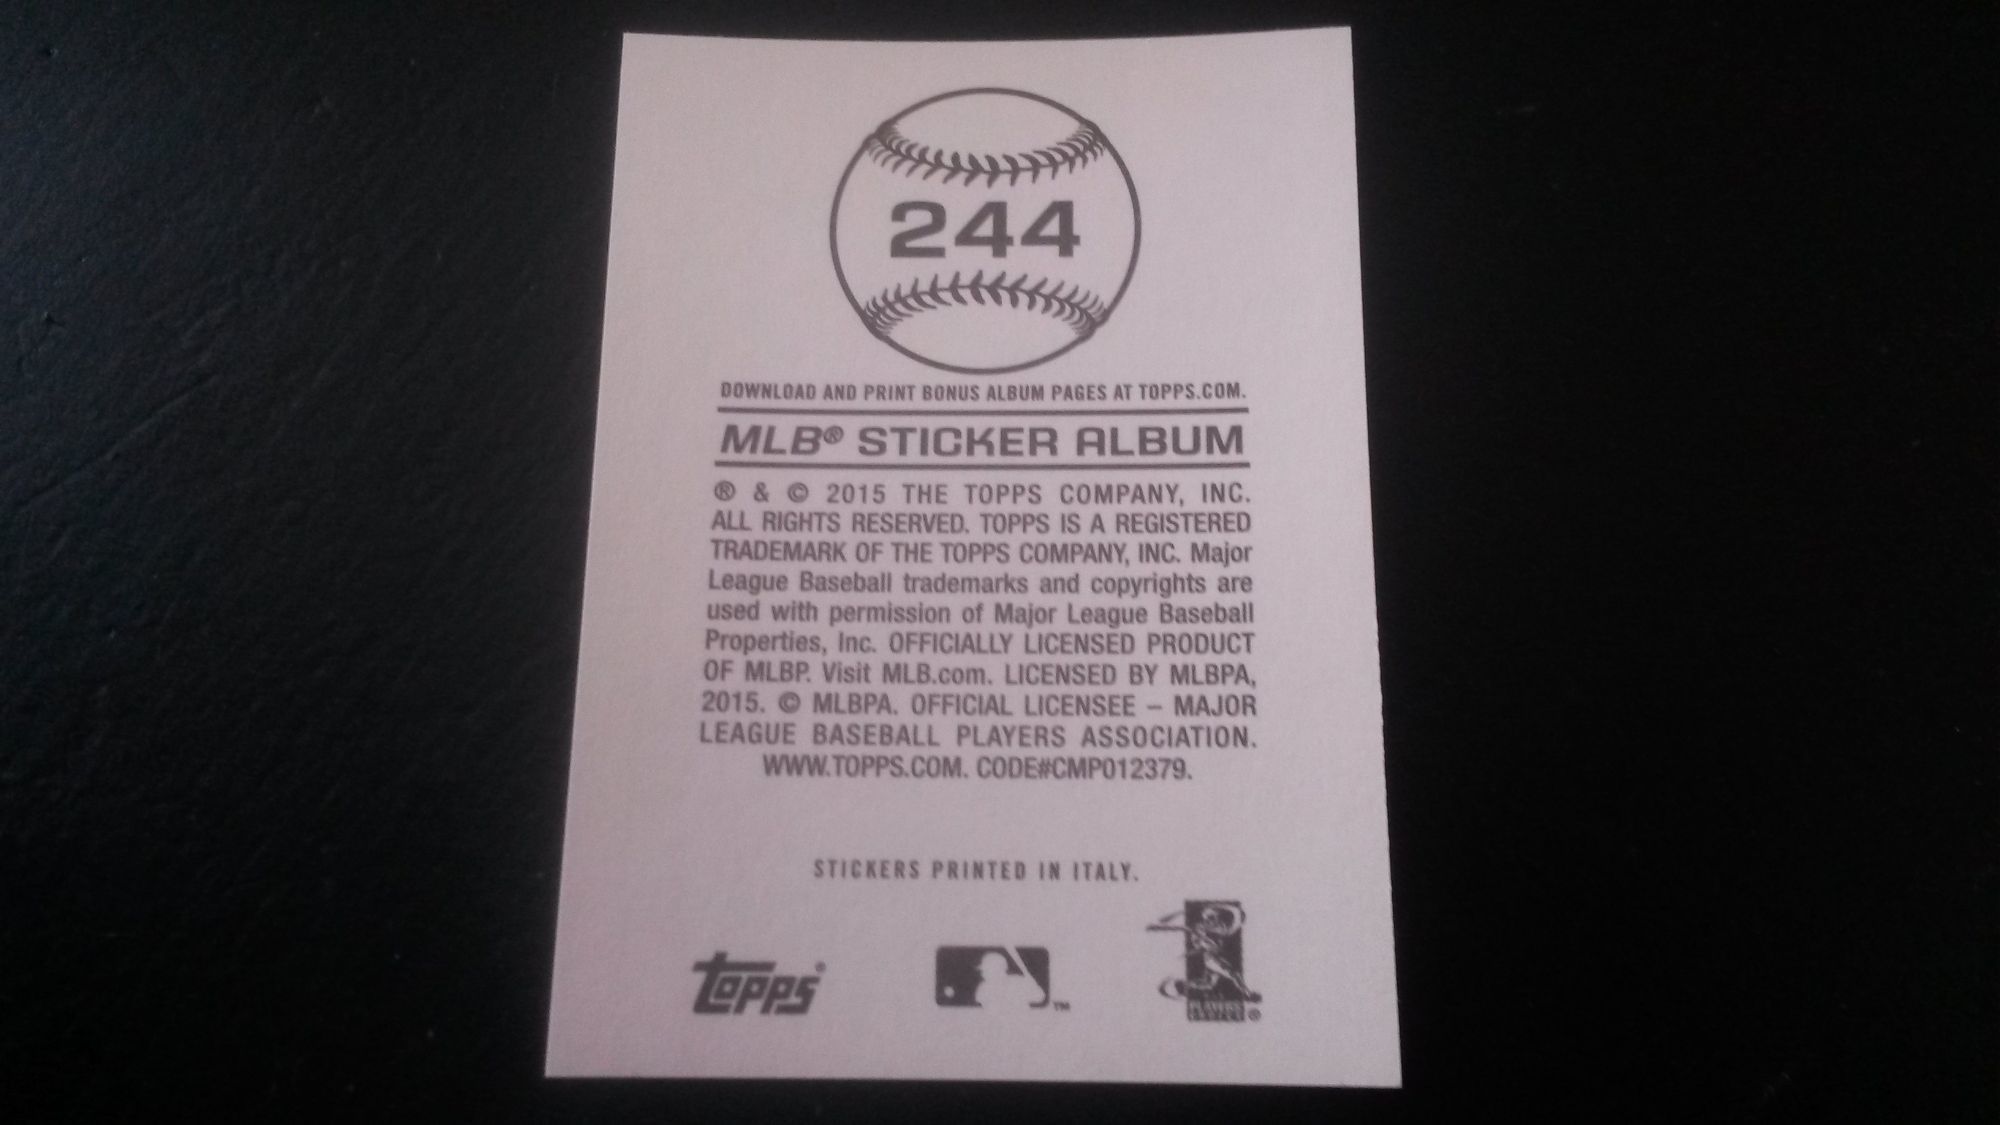 244
DOWNLOAD AND PRINT BONUS ALBUM PAGES AT TOPPS.COM.
MLB® STICKER ALBUM
® & © 2015 THE TOPPS COMPANY, INC.
ALL RIGHTS RESERVED. TOPPS IS A REGISTERED
TRADEMARK OF THE TOPPS COMPANY, INC. Major
League Baseball trademarks and copyrights are
used with permission of Major League Baseball
Properties, Inc. OFFICIALLY LICENSED PRODUCT
OF MLBP. Visit MLB.com. LICENSED BY MLBPA,
2015. © MLBPA. OFFICIAL LICENSEE – MAJOR
LEAGUE BASEBALL PLAYERS ASSOCIATION.
WWW.TOPPS.COM. CODE#CMP012379.
STICKERS PRINTED IN ITALY.
topps® ™ PLAYERS CHOICE ®